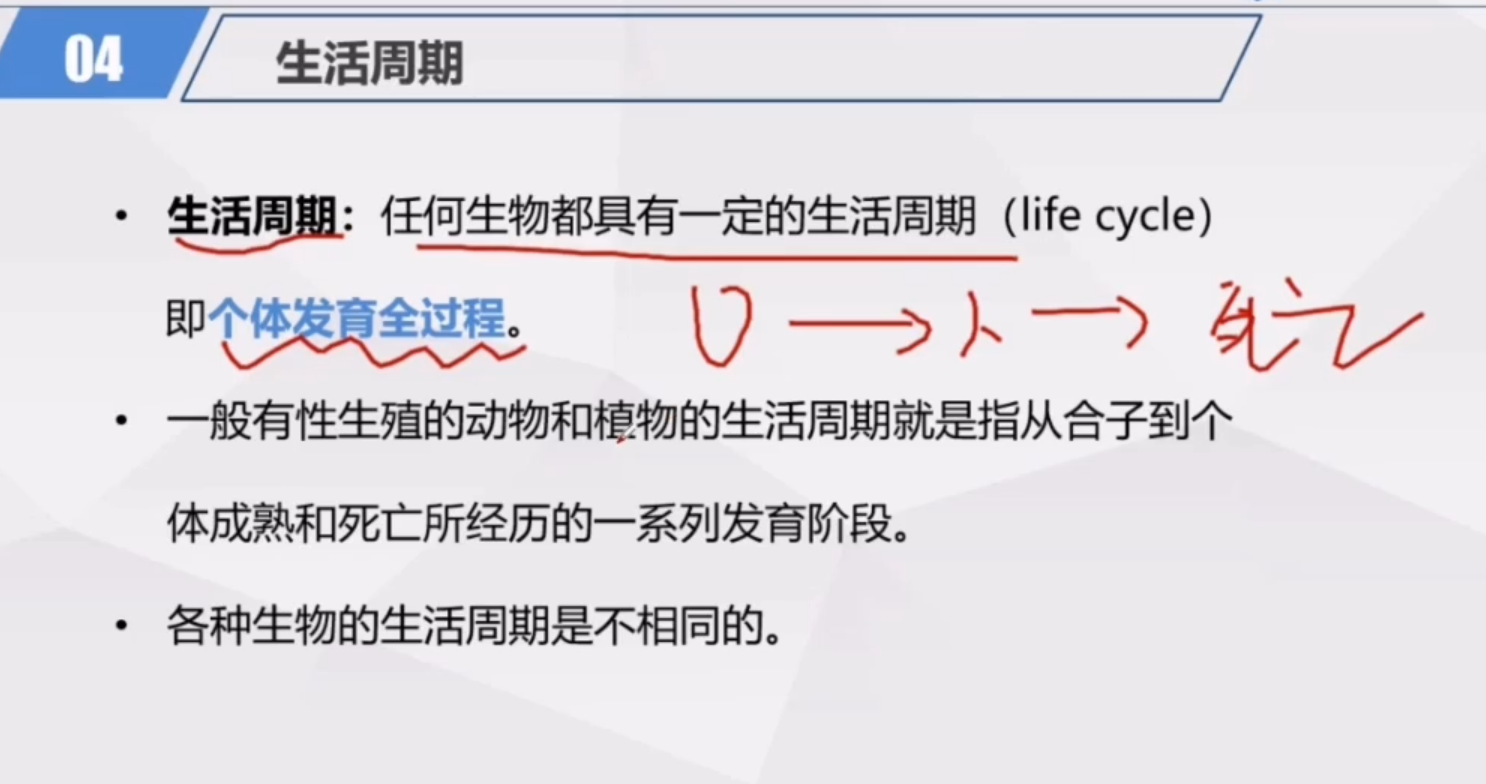 04 生活周期
• 生活周期：任何生物都具有一定的生活周期（life cycle）
即个体发育全过程。
→人→死亡
• 一般有性生殖的动物和植物的生活周期就是指从合子到个
体成熟和死亡所经历的一系列发育阶段。
• 各种生物的生活周期是不相同的。